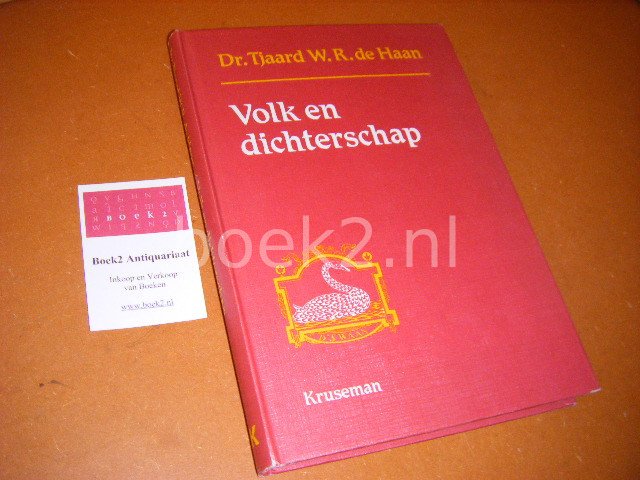 Dr. Tjaard W. R. de Haan
Volk en
dichterschap
Kruseman
BOEK2
Boek2 Antiquariaat
Inkoop en Verkoop
van Boeken
www.boek2.nl
boek2.nl